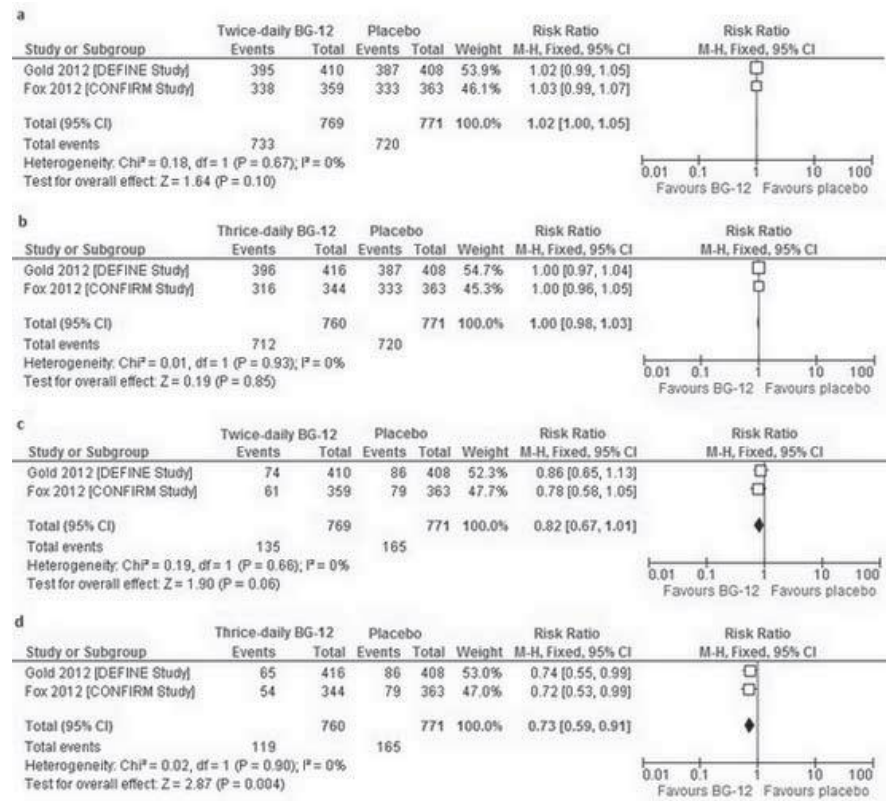 a
Twice-daily BG-12 Placebo Risk Ratio Risk Ratio
Study or Subgroup Events Total Events Total Weight M-H, Fixed, 95% CI M-H, Fixed, 95% CI
Gold 2012 [DEFINE Study] 395 410 387 408 53.9% 1.02 [0.99, 1.05]
Fox 2012 [CONFIRM Study] 338 359 333 363 46.1% 1.03 [0.99, 1.07]
Total (95% CI) 769 771 100.0% 1.02 [1.00, 1.05]
Total events 733 720
Heterogeneity: Chi² = 0.18, df = 1 (P = 0.67); I² = 0%
Test for overall effect: Z = 1.64 (P = 0.10)
0.01 0.1 1 10 100
Favours BG-12 Favours placebo
b
Thrice-daily BG-12 Placebo Risk Ratio Risk Ratio
Study or Subgroup Events Total Events Total Weight M-H, Fixed, 95% CI M-H, Fixed, 95% CI
Gold 2012 [DEFINE Study] 396 416 387 408 54.7% 1.00 [0.97, 1.04]
Fox 2012 [CONFIRM Study] 316 344 333 363 45.3% 1.00 [0.96, 1.05]
Total (95% CI) 760 771 100.0% 1.00 [0.98, 1.03]
Total events 712 720
Heterogeneity: Chi² = 0.01, df = 1 (P = 0.93); I² = 0%
Test for overall effect: Z = 0.19 (P = 0.85)
0.01 0.1 1 10 100
Favours BG-12 Favours placebo
c
Twice-daily BG-12 Placebo Risk Ratio Risk Ratio
Study or Subgroup Events Total Events Total Weight M-H, Fixed, 95% CI M-H, Fixed, 95% CI
Gold 2012 [DEFINE Study] 74 410 86 408 52.3% 0.86 [0.65, 1.13]
Fox 2012 [CONFIRM Study] 61 359 79 363 47.7% 0.78 [0.58, 1.05]
Total (95% CI) 769 771 100.0% 0.82 [0.67, 1.01]
Total events 135 165
Heterogeneity: Chi² = 0.19, df = 1 (P = 0.66); I² = 0%
Test for overall effect: Z = 1.90 (P = 0.06)
0.01 0.1 1 10 100
Favours BG-12 Favours placebo
d
Thrice-daily BG-12 Placebo Risk Ratio Risk Ratio
Study or Subgroup Events Total Events Total Weight M-H, Fixed, 95% CI M-H, Fixed, 95% CI
Gold 2012 [DEFINE Study] 65 416 86 408 53.0% 0.74 [0.55, 0.99]
Fox 2012 [CONFIRM Study] 54 344 79 363 47.0% 0.72 [0.53, 0.99]
Total (95% CI) 760 771 100.0% 0.73 [0.59, 0.91]
Total events 119 165
Heterogeneity: Chi² = 0.02, df = 1 (P = 0.90); I² = 0%
Test for overall effect: Z = 2.87 (P = 0.004)
0.01 0.1 1 10 100
Favours BG-12 Favours placebo